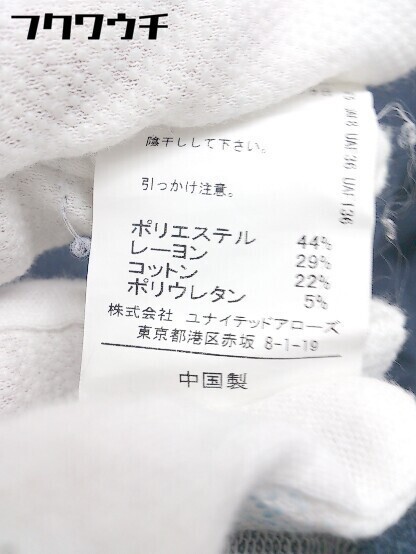 フクワウチ
陰干しして下さい。
引っかけ注意。
ポリエステル 44%
レーヨン 29%
コットン 22%
ポリウレタン 5%
株式会社 ユナイテッドアローズ
東京都港区赤坂 8-1-19
中国製